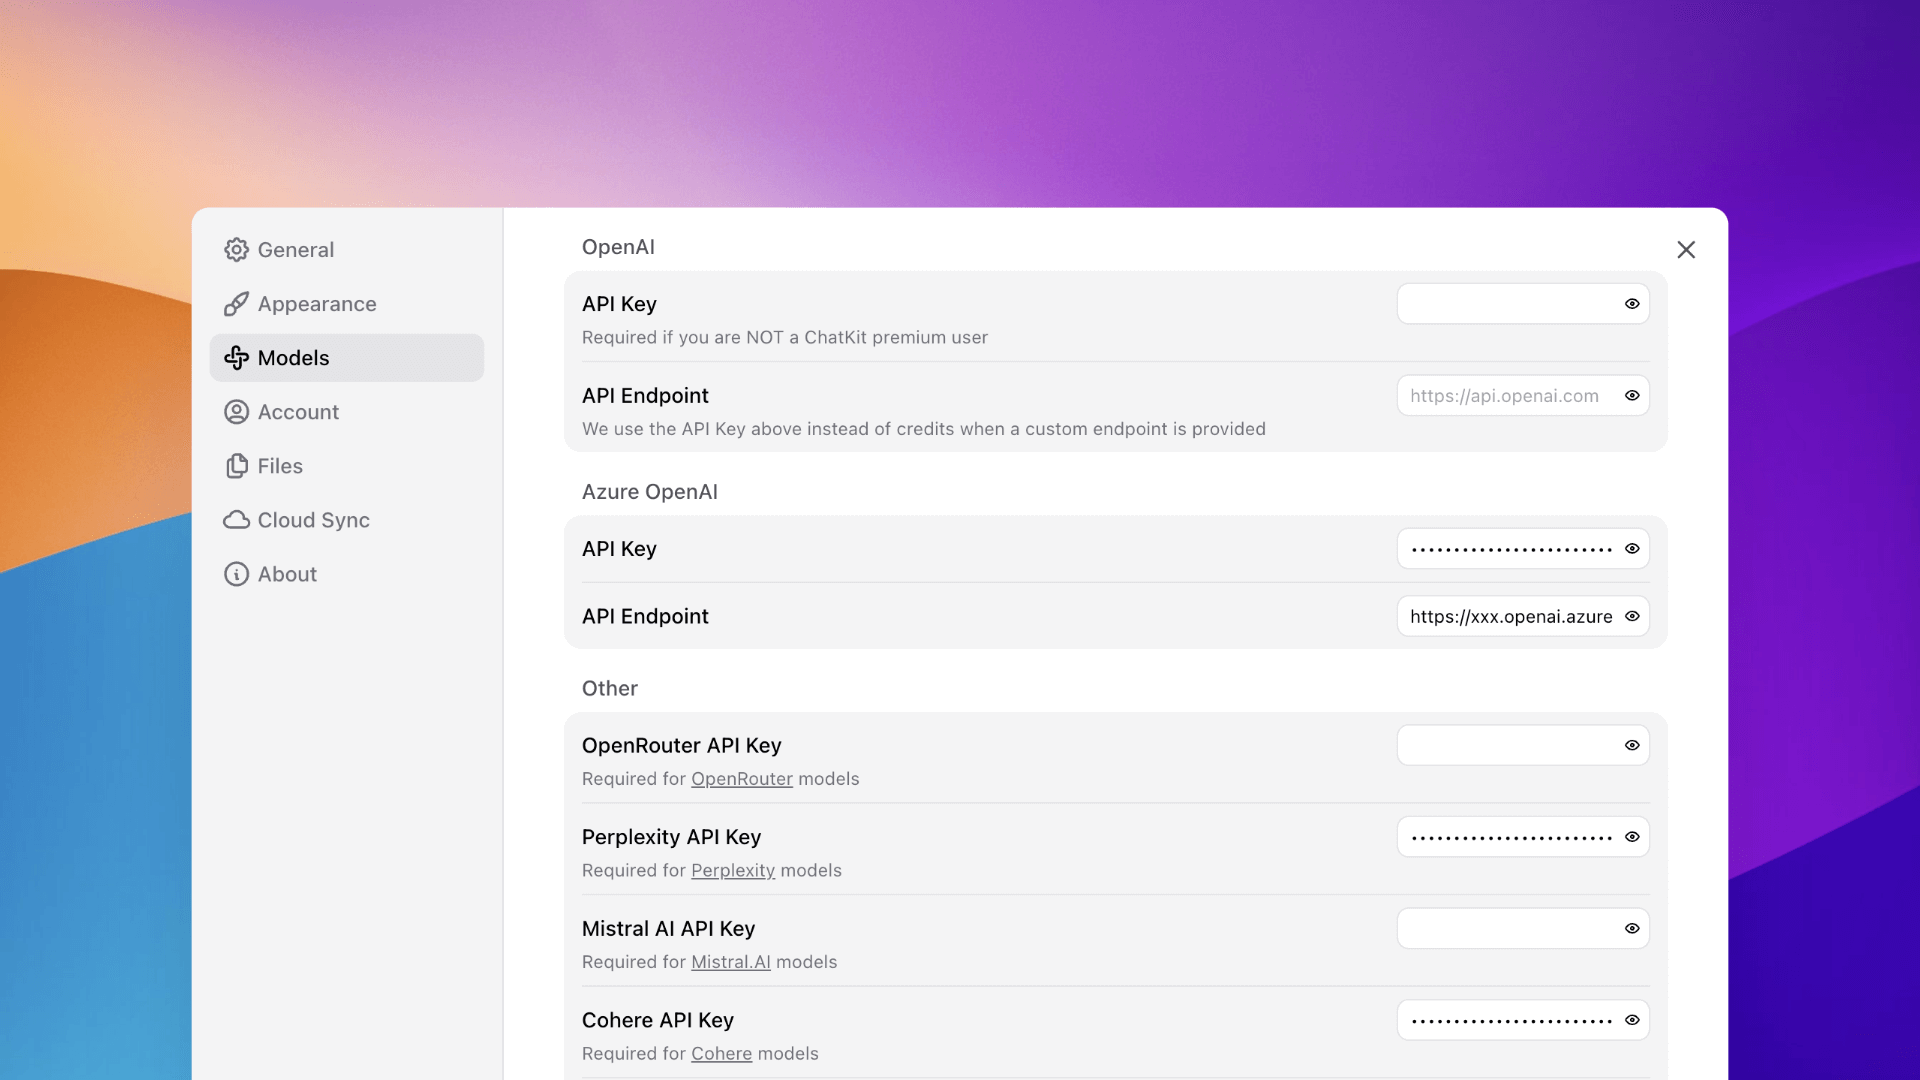 General
Appearance
Models
Account
Files
Cloud Sync
About
OpenAI
API Key
Required if you are NOT a ChatKit premium user
API Endpoint
https://api.openai.com
We use the API Key above instead of credits when a custom endpoint is provided
Azure OpenAI
API Key
························
API Endpoint
https://xxx.openai.azure
Other
OpenRouter API Key
Required for OpenRouter models
Perplexity API Key
························
Required for Perplexity models
Mistral AI API Key
Required for Mistral.AI models
Cohere API Key
························
Required for Cohere models